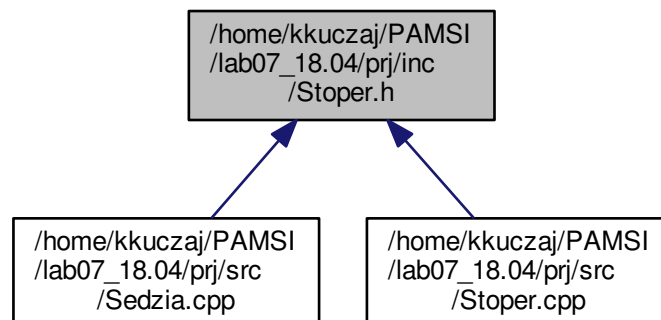 /home/kkuczaj/PAMSI
/lab07_18.04/prj/inc
/Stoper.h
/home/kkuczaj/PAMSI
/lab07_18.04/prj/src
/Sedzia.cpp
/home/kkuczaj/PAMSI
/lab07_18.04/prj/src
/Stoper.cpp